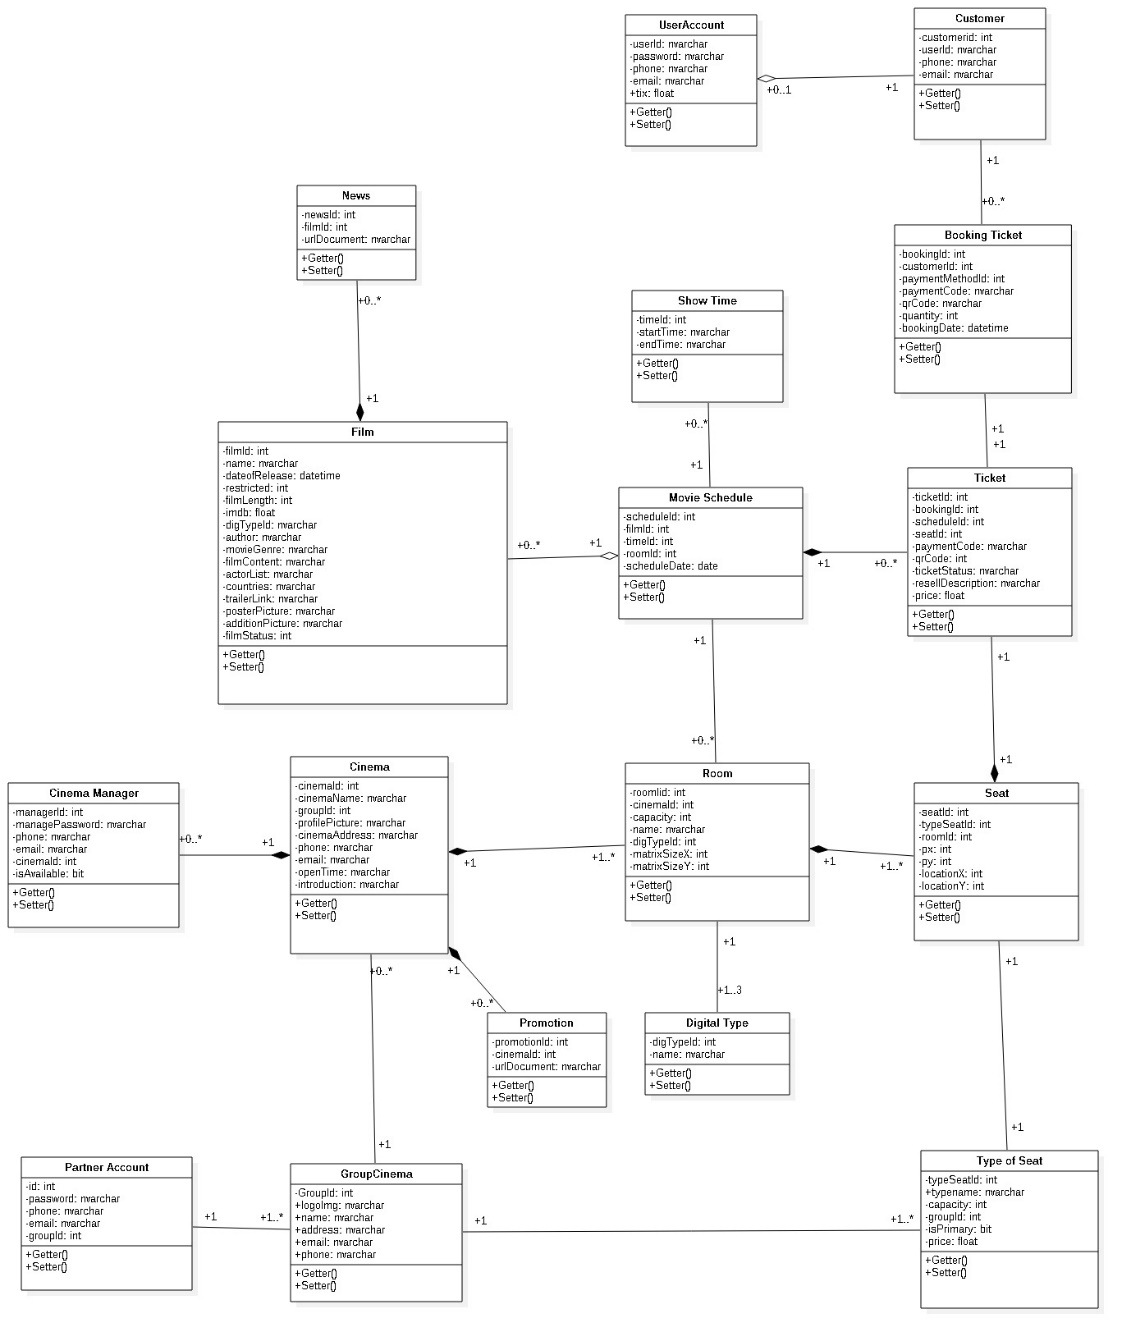 UserAccount
-userId: nvarchar
-password: nvarchar
-phone: nvarchar
-email: nvarchar
+tix: float
+Getter()
+Setter()
+0..1
+1
Customer
-customerid: int
-userId: nvarchar
-phone: nvarchar
-email: nvarchar
+Getter()
+Setter()
+1
+0..*
News
-newsId: int
-filmId: int
-urlDocument: nvarchar
+Getter()
+Setter()
+0..*
+1
Booking Ticket
-bookingId: int
-customerId: int
-paymentMethodId: int
-paymentCode: nvarchar
-qrCode: nvarchar
-quantity: int
-bookingDate: datetime
+Getter()
+Setter()
+1
+1
Show Time
-timeId: int
-startTime: nvarchar
-endTime: nvarchar
+Getter()
+Setter()
+0..*
+1
Film
-filmId: int
-name: nvarchar
-dateofRelease: datetime
-restricted: int
-filmLength: int
-imdb: float
-digTypeId: nvarchar
-author: nvarchar
-movieGenre: nvarchar
-filmContent: nvarchar
-actorList: nvarchar
-countries: nvarchar
-trailerLink: nvarchar
-posterPicture: nvarchar
-additionPicture: nvarchar
-filmStatus: int
+Getter()
+Setter()
+0..*
+1
Movie Schedule
-scheduleId: int
-filmId: int
-timeId: int
-roomId: int
-scheduleDate: date
+Getter()
+Setter()
+1
+0..*
Ticket
-ticketId: int
-bookingId: int
-scheduleId: int
-seatId: int
-paymentCode: nvarchar
-qrCode: int
-ticketStatus: nvarchar
-resellDescription: nvarchar
-price: float
+Getter()
+Setter()
+1
+1
+1
+0..*
Cinema Manager
-managerId: int
-managePassword: nvarchar
-phone: nvarchar
-email: nvarchar
-cinemaId: int
-isAvailable: bit
+Getter()
+Setter()
+0..*
+1
Cinema
-cinemaId: int
-cinemaName: nvarchar
-groupId: int
-profilePicture: nvarchar
-cinemaAddress: nvarchar
-phone: nvarchar
-email: nvarchar
-openTime: nvarchar
-introduction: nvarchar
+Getter()
+Setter()
+1
+1..*
Room
-roomIid: int
-cinemaId: int
-capacity: int
-name: nvarchar
-digTypeId: int
-matrixSizeX: int
-matrixSizeY: int
+Getter()
+Setter()
+1
+1..*
Seat
-seatId: int
-typeSeatId: int
-roomId: int
-px: int
-py: int
-locationX: int
-locationY: int
+Getter()
+Setter()
+0..*
+1
+1
+0..*
+1
+1..3
+1
+1
Promotion
-promotionId: int
-cinemaId: int
-urlDocument: nvarchar
+Getter()
+Setter()
Digital Type
-digTypeId: int
-name: nvarchar
+Getter()
+Setter()
Partner Account
-id: int
-password: nvarchar
-phone: nvarchar
-email: nvarchar
-groupId: int
+Getter()
+Setter()
+1
+1..*
GroupCinema
-GroupId: int
+logoImg: nvarchar
+name: nvarchar
+address: nvarchar
+email: nvarchar
+phone: nvarchar
+Getter()
+Setter()
+1
+1..*
Type of Seat
-typeSeatId: int
+typename: nvarchar
-capacity: int
-groupId: int
-isPrimary: bit
-price: float
+Getter()
+Setter()